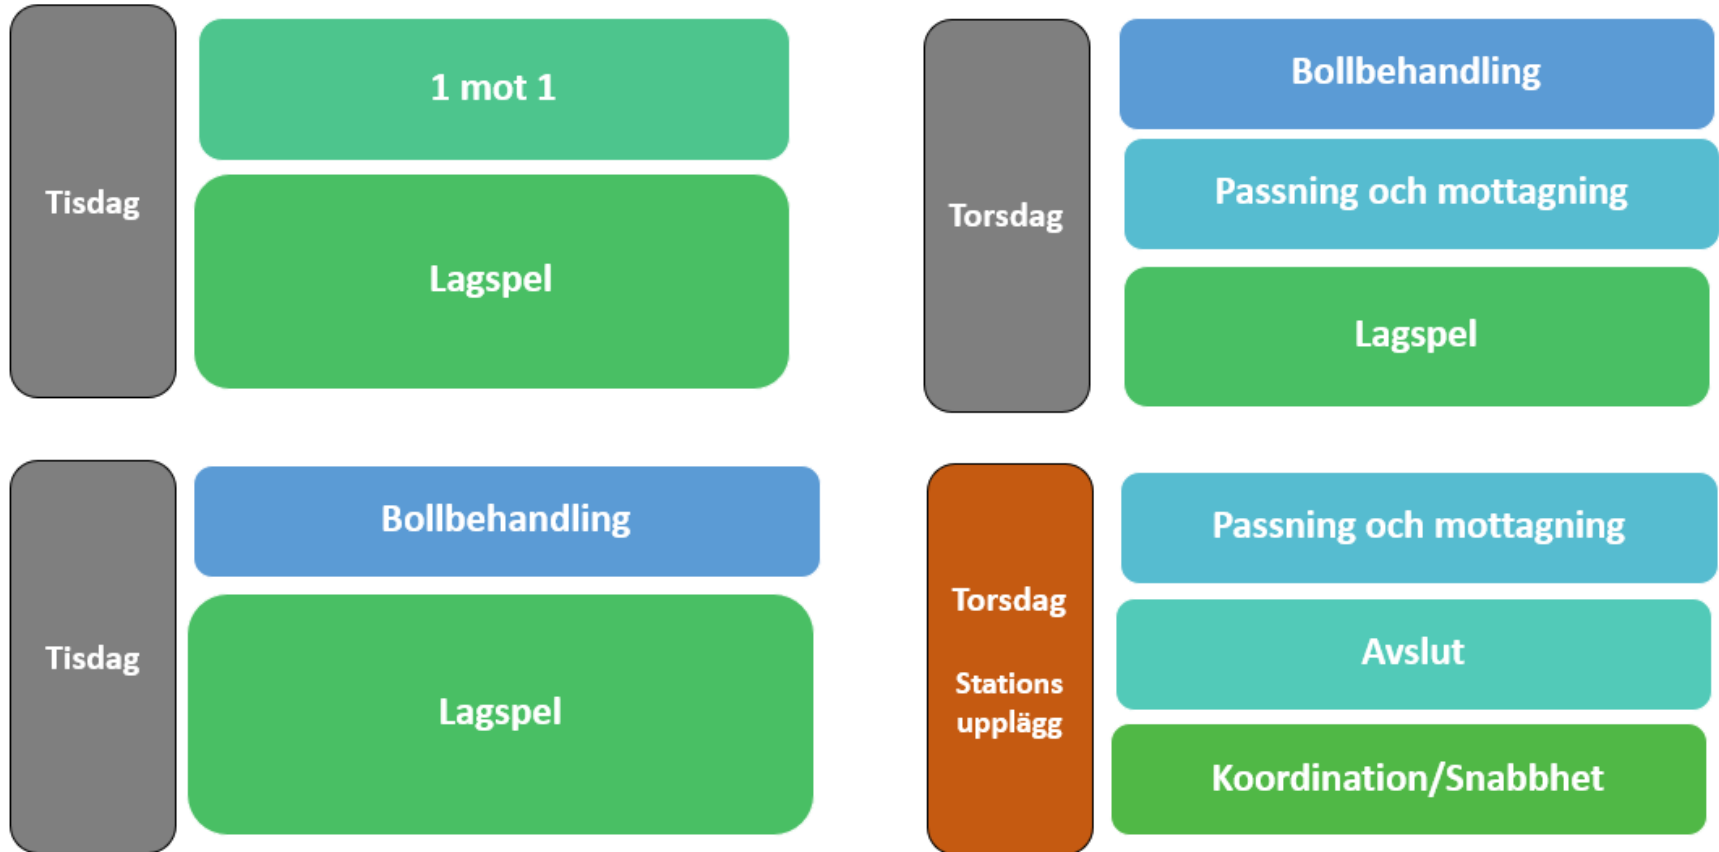 Tisdag
1 mot 1
Lagspel
Torsdag
Bollbehandling
Passning och mottagning
Lagspel
Tisdag
Bollbehandling
Lagspel
Torsdag
Stations
upplägg
Passning och mottagning
Avslut
Koordination/Snabbhet